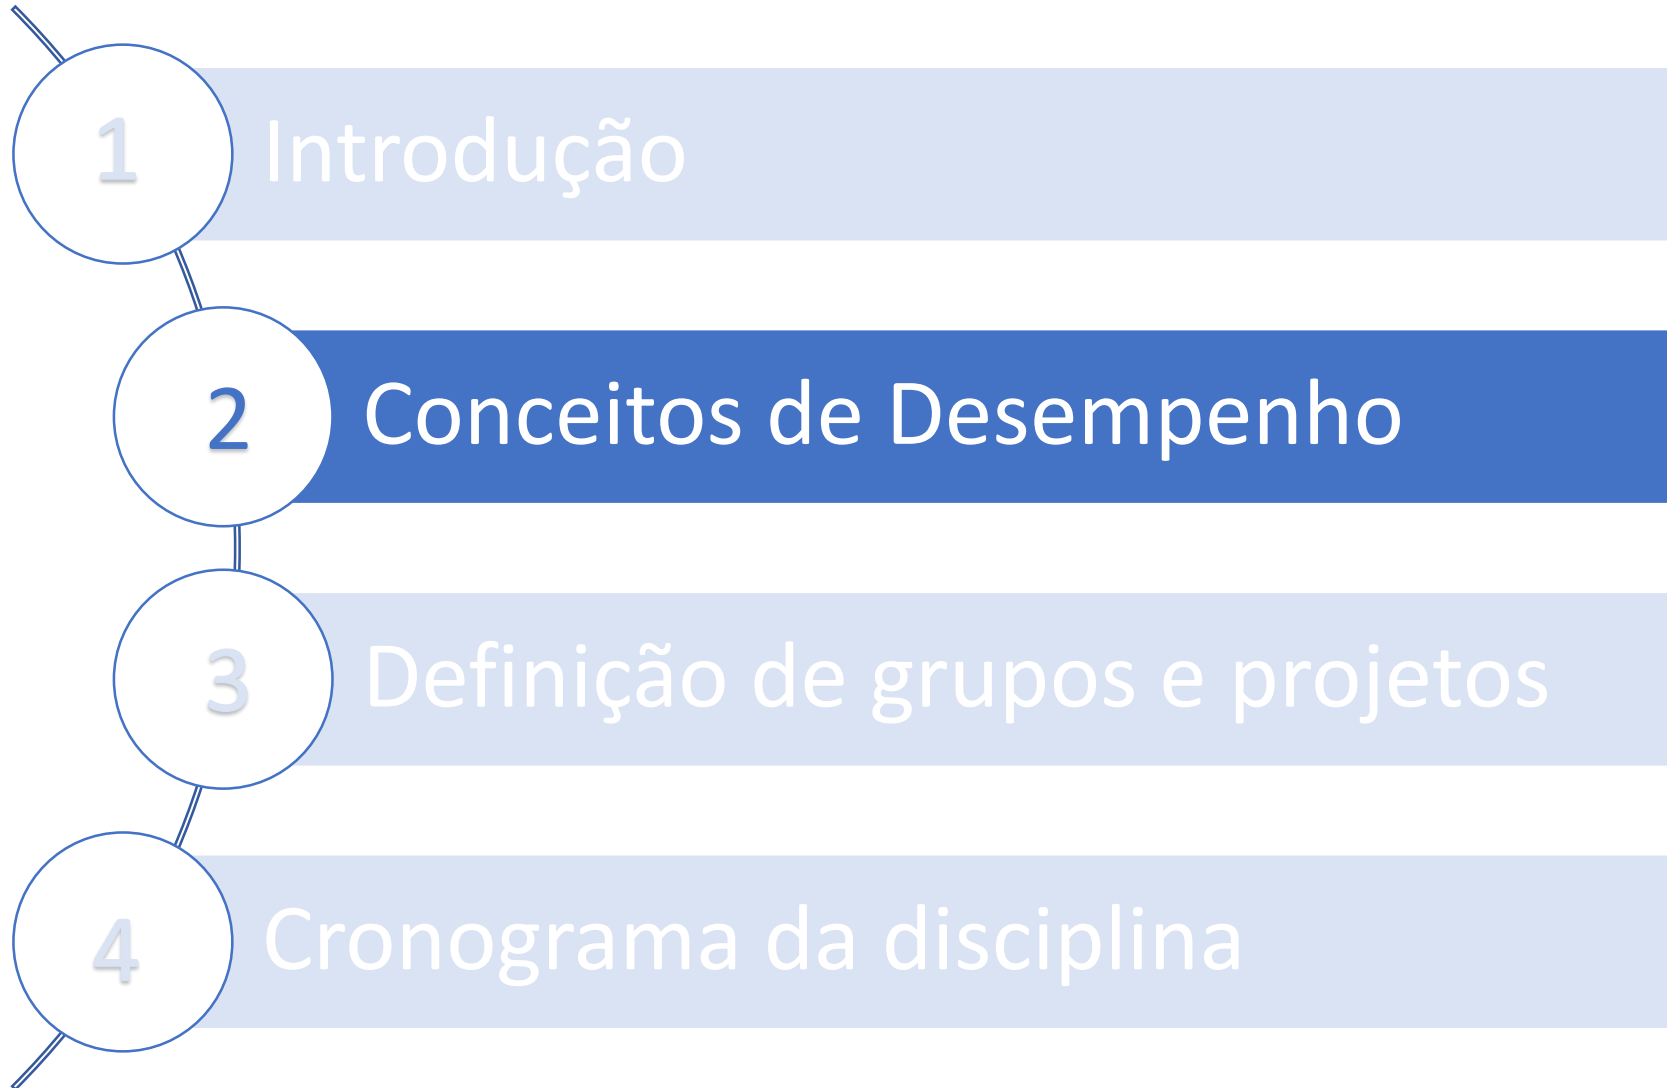 1
Introdução
2
Conceitos de Desempenho
3
Definição de grupos e projetos
4
Cronograma da disciplina